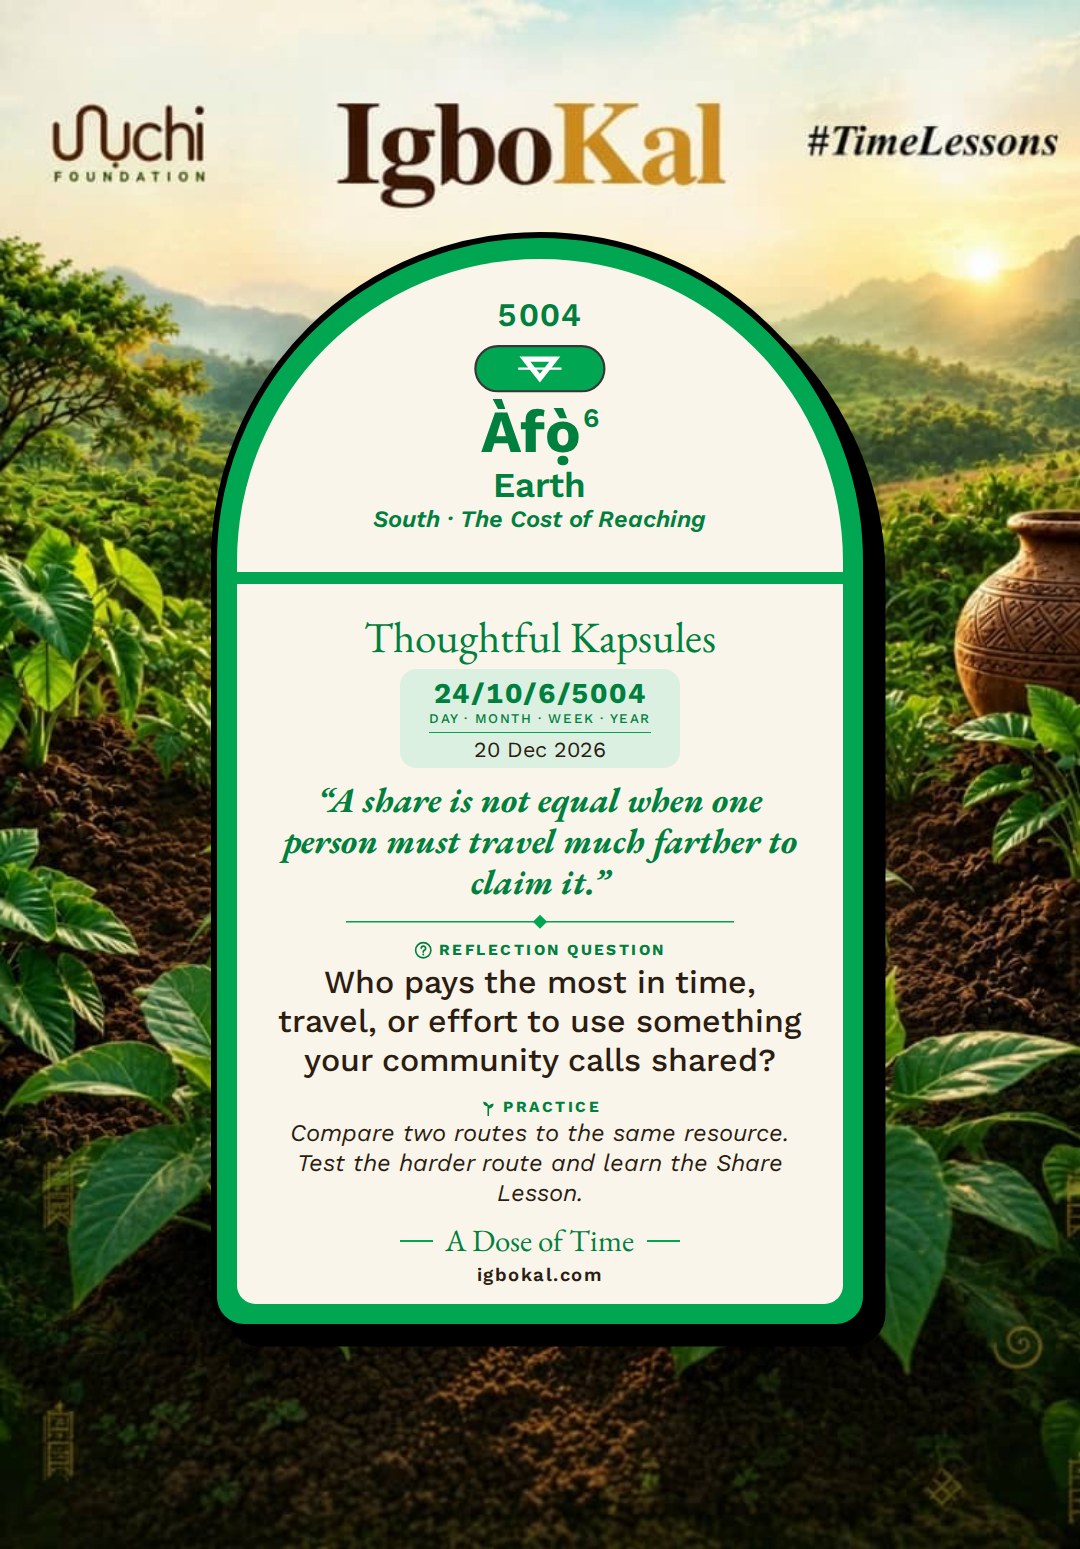 Uzuchi
FOUNDATION
IgboKal
#TimeLessons
5004
Àfọ̀⁶
Earth
South · The Cost of Reaching
Thoughtful Kapsules
24/10/6/5004
DAY · MONTH · WEEK · YEAR
20 Dec 2026
“A share is not equal when one
person must travel much farther to
claim it.”
REFLECTION QUESTION
Who pays the most in time,
travel, or effort to use something
your community calls shared?
PRACTICE
Compare two routes to the same resource.
Test the harder route and learn the Share
Lesson.
A Dose of Time
igbokal.com